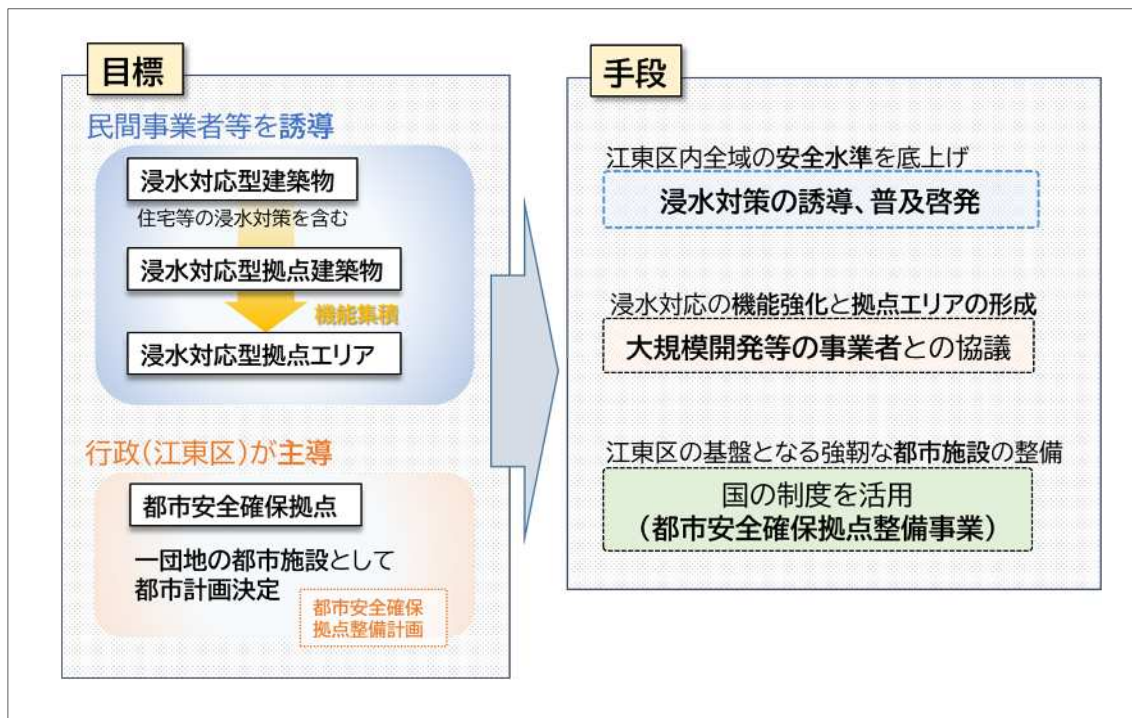 目標
民間事業者等を誘導
浸水対応型建築物
住宅等の浸水対策を含む
浸水対応型拠点建築物
機能集積
浸水対応型拠点エリア
行政(江東区)が主導
都市安全確保拠点
一団地の都市施設として
都市計画決定
都市安全確保
拠点整備計画
手段
江東区内全域の安全水準を底上げ
浸水対策の誘導、普及啓発
浸水対応の機能強化と拠点エリアの形成
大規模開発等の事業者との協議
江東区の基盤となる強靭な都市施設の整備
国の制度を活用
(都市安全確保拠点整備事業)